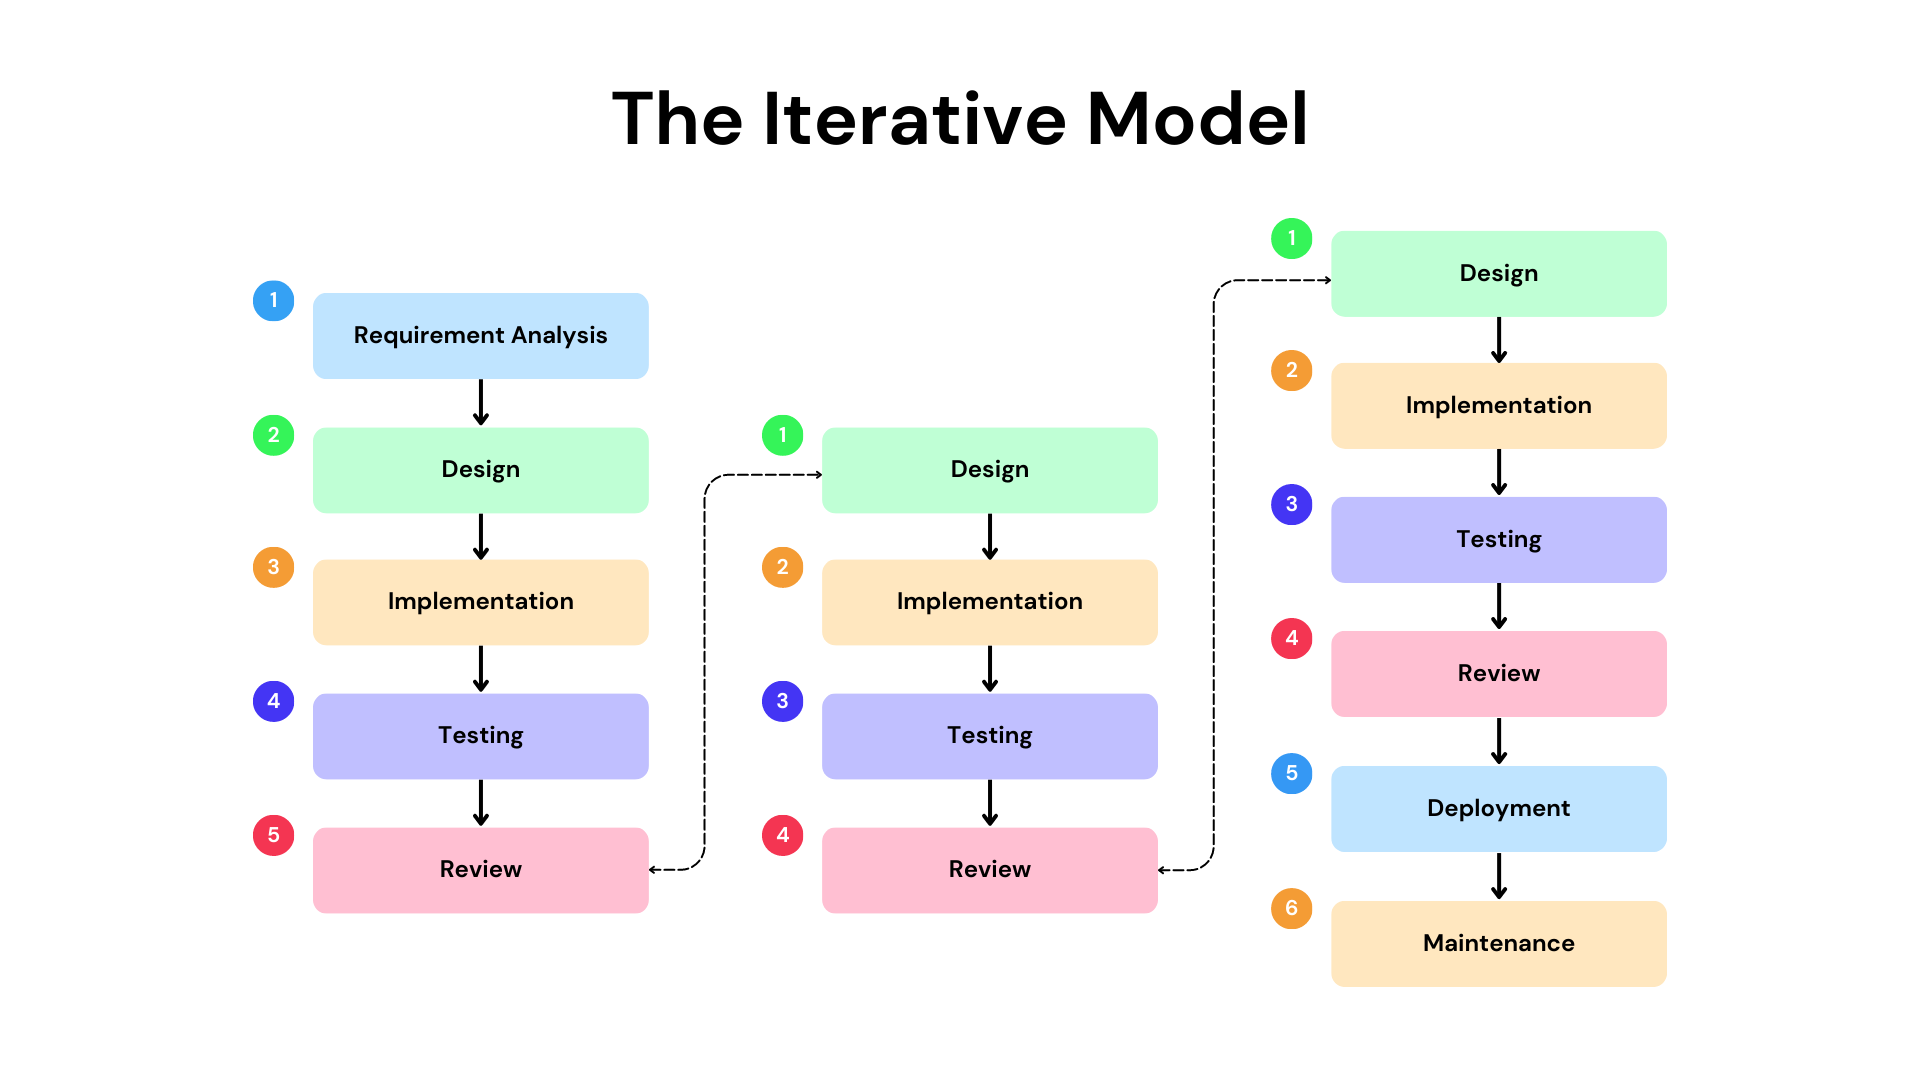 The Iterative Model
1
Requirement Analysis
2
Design
3
Implementation
4
Testing
5
Review
1
Design
2
Implementation
3
Testing
4
Review
1
Design
2
Implementation
3
Testing
4
Review
5
Deployment
6
Maintenance